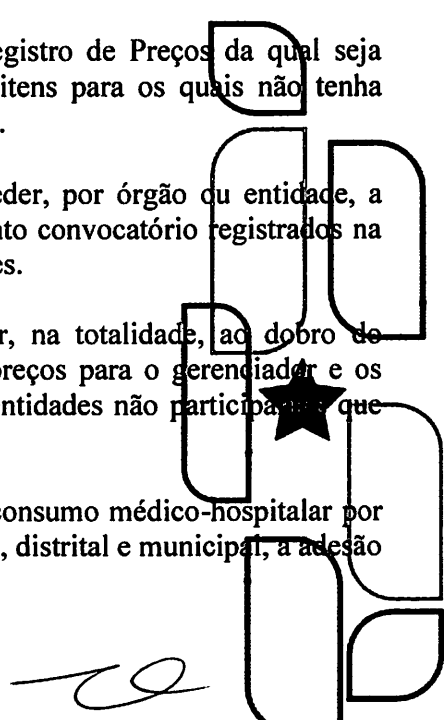 egistro de Preços da qual seja
itens para os quais não tenha
.
eder, por órgão ou entidade, a
nto convocatório registrados na
es.
r, na totalidade, ao dobro do
preços para o gerenciador e os
ntidades não participantes que
consumo médico-hospitalar por
, distrital e municipal, a adesão